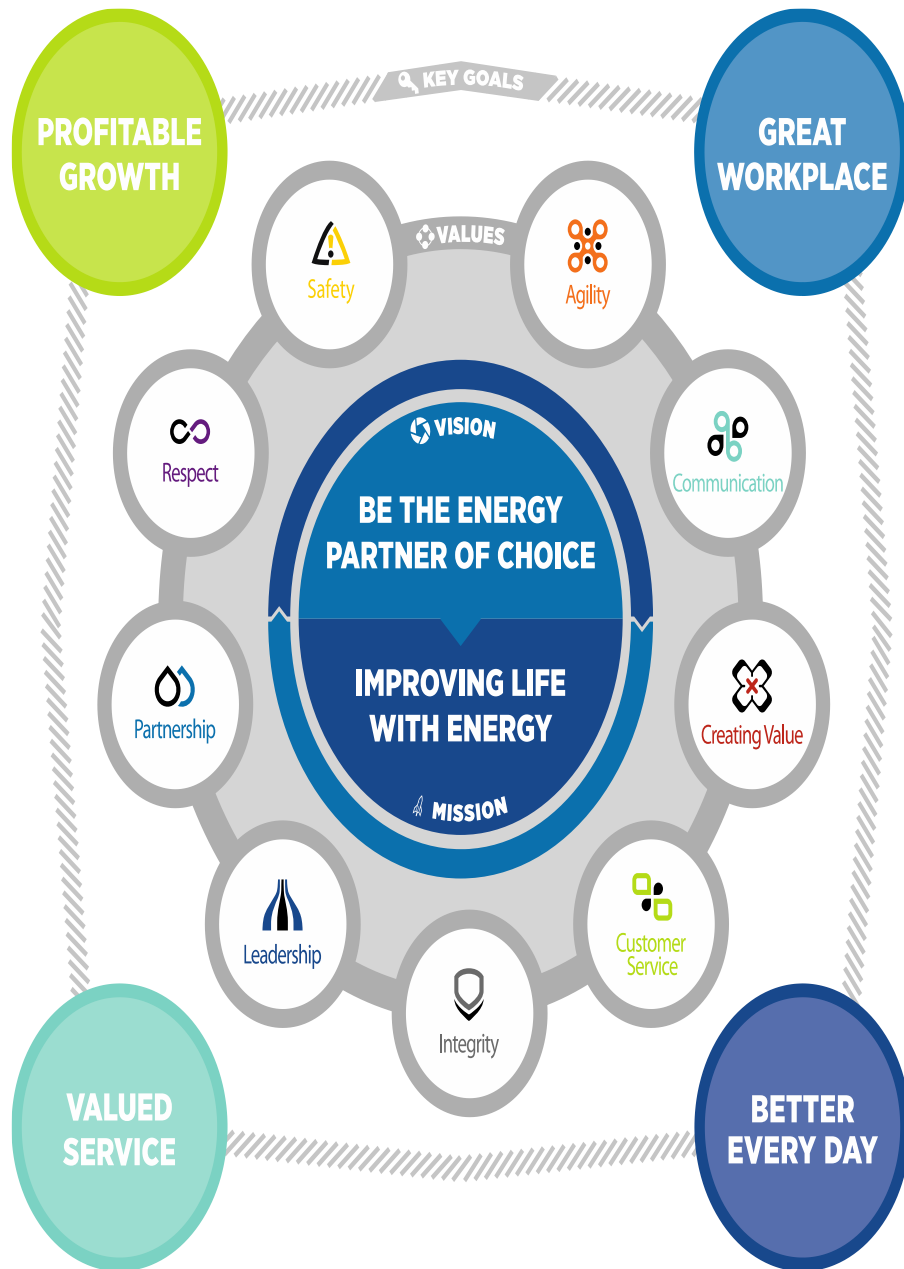 KEY GOALS
PROFITABLE
GROWTH
GREAT
WORKPLACE
VALUES
Safety
Agility
Respect
Communication
VISION
BE THE ENERGY
PARTNER OF CHOICE
Partnership
Creating Value
IMPROVING LIFE
WITH ENERGY
MISSION
Leadership
Customer
Service
Integrity
VALUED
SERVICE
BETTER
EVERY DAY